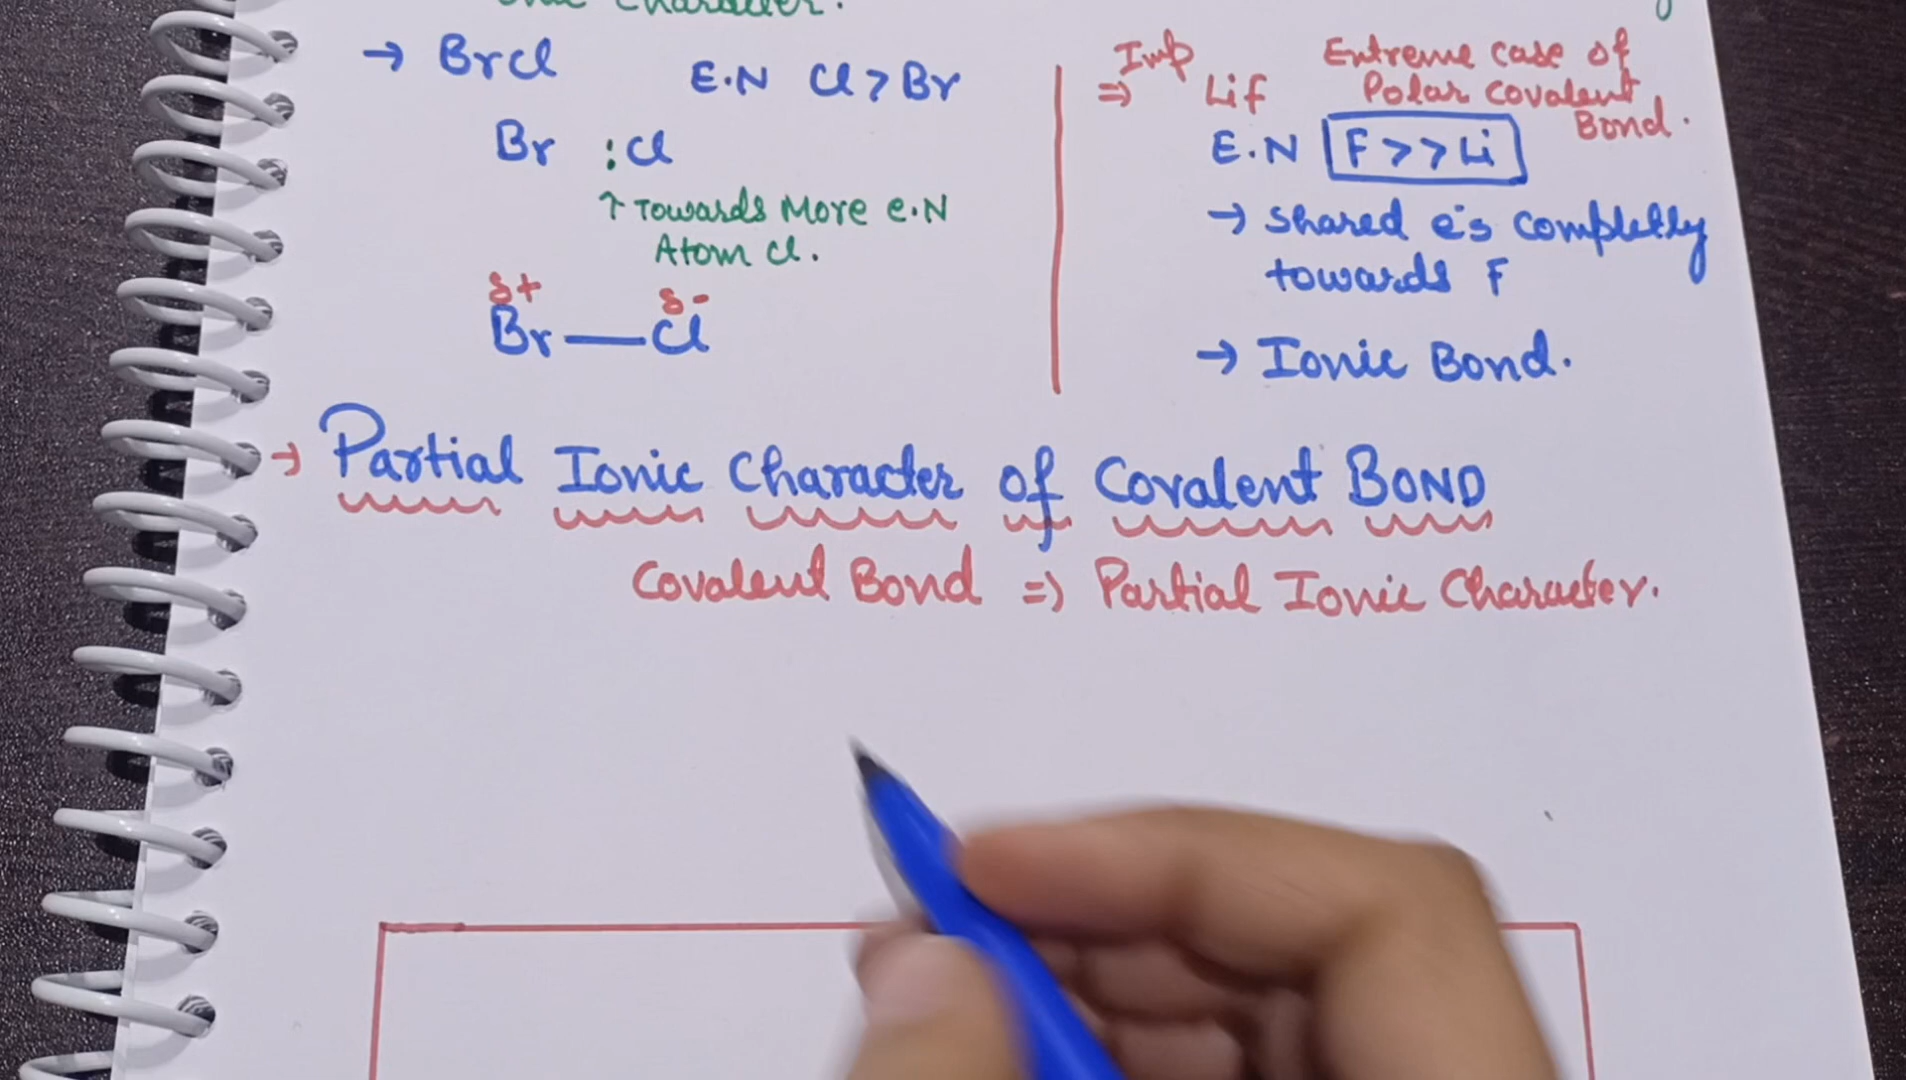 → BrCl
E.N Cl > Br
Br :Cl
↑ Towards More e.N
Atom Cl.
δ+ δ-
Br — Cl
Imp
⇒ Lif
Extreme case of
Polar Covalent
Bond.
E.N F >> Li
→ Shared e's completly
towards F
→ Ionic Bond.
→ Partial Ionic Character of Covalent BOND
Covalent Bond => Partial Ionic Character.